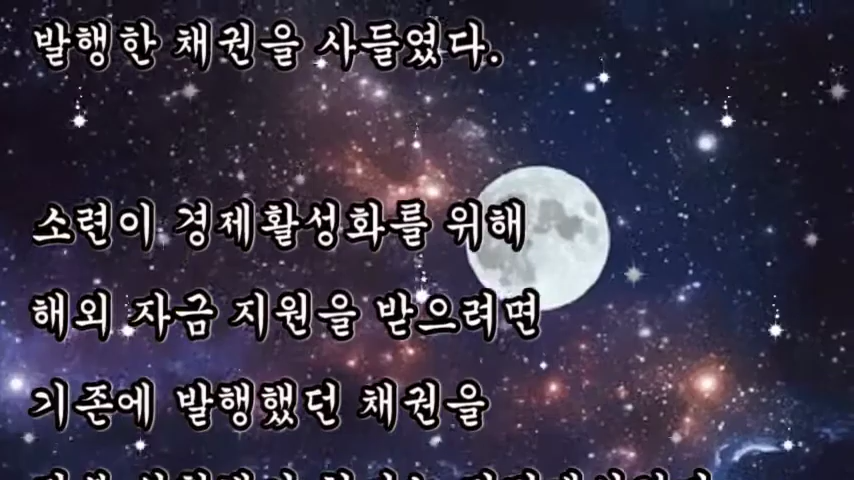 발행한 채권을 사들였다.
소련이 경제활성화를 위해
해외 자금 지원을 받으려면
기존에 발행했던 채권을